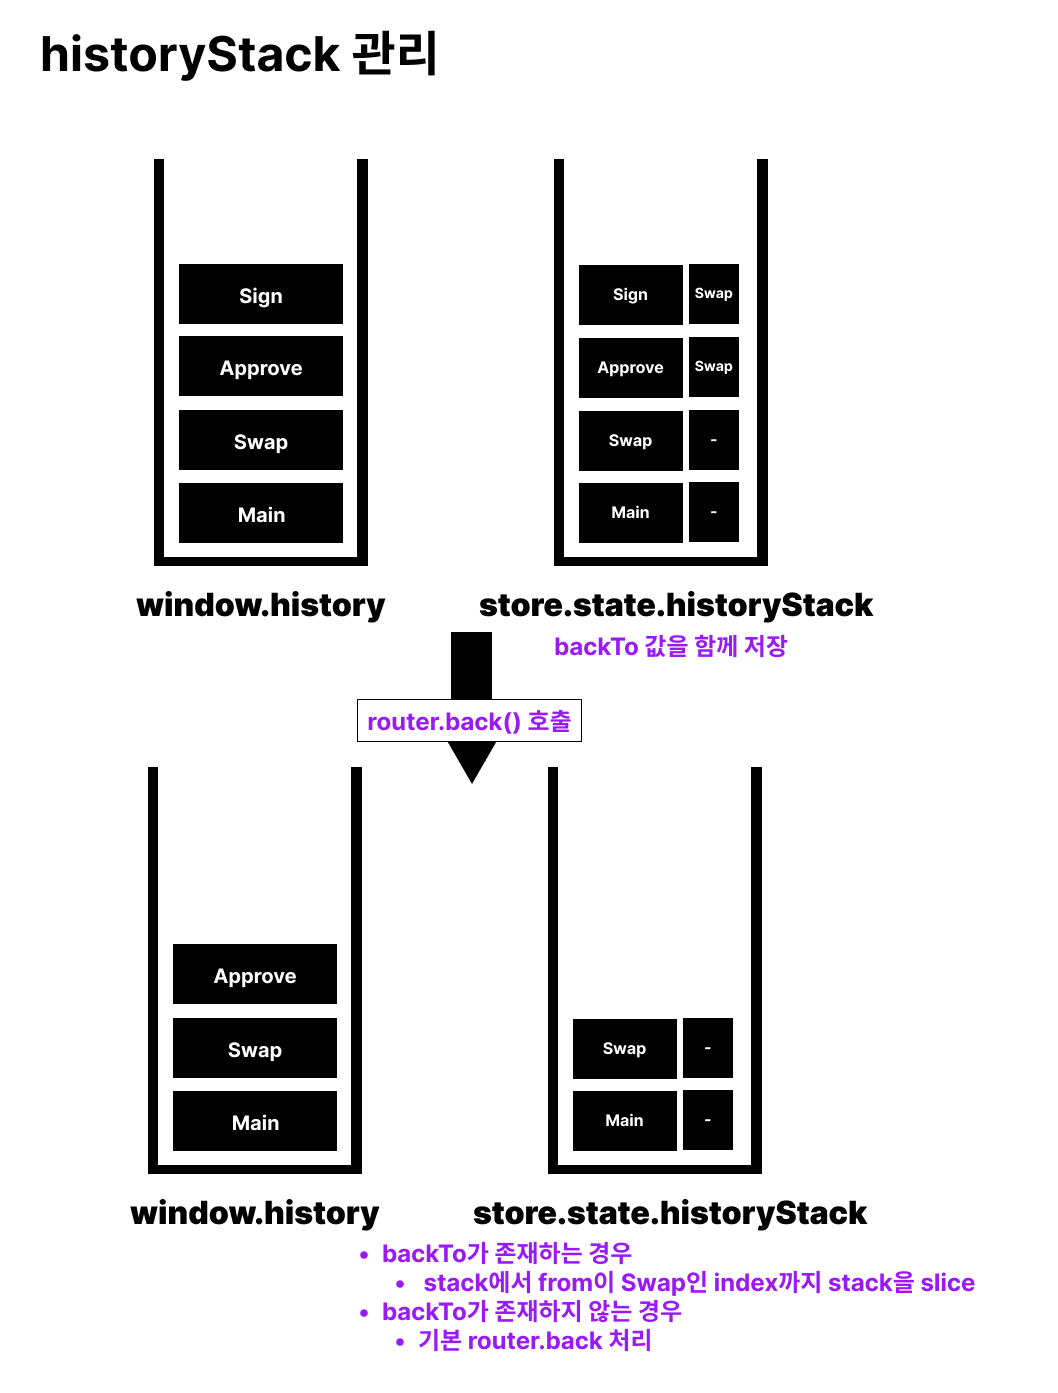 historyStack 관리
Sign
Approve
Swap
Main
window.history
Sign Swap
Approve Swap
Swap -
Main -
store.state.historyStack
backTo 값을 함께 저장
router.back() 호출
Approve
Swap
Main
window.history
Swap -
Main -
store.state.historyStack
• backTo가 존재하는 경우
• stack에서 from이 Swap인 index까지 stack을 slice
• backTo가 존재하지 않는 경우
• 기본 router.back 처리